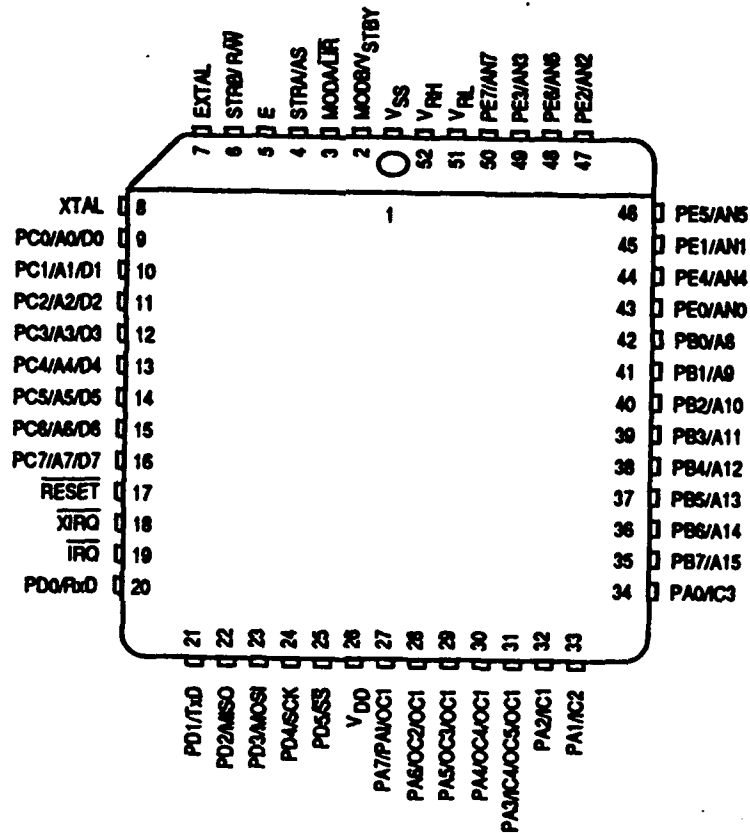 7 EXTAL
6 STRB/ R/W̅
5 E
4 STRA/AS
3 MODA/L̅I̅R̅
2 MODB/VSTBY
VSS
52 VRH
51 VRL
50 PE7/AN7
49 PE3/AN3
48 PE6/AN6
47 PE2/AN2
1
XTAL 8
PC0/A0/D0 9
PC1/A1/D1 10
PC2/A2/D2 11
PC3/A3/D3 12
PC4/A4/D4 13
PC5/A5/D5 14
PC6/A6/D6 15
PC7/A7/D7 16
R̅E̅S̅E̅T̅ 17
X̅I̅R̅Q̅ 18
I̅R̅Q̅ 19
PD0/RxD 20
46 PE5/AN5
45 PE1/AN1
44 PE4/AN4
43 PE0/AN0
42 PB0/A8
41 PB1/A9
40 PB2/A10
39 PB3/A11
38 PB4/A12
37 PB5/A13
36 PB6/A14
35 PB7/A15
34 PA0/IC3
21 PD1/TxD
22 PD2/MISO
23 PD3/MOSI
24 PD4/SCK
25 PD5/S̅S̅
26 VDD
27 PA7/PAI/OC1
28 PA6/OC2/OC1
29 PA5/OC3/OC1
30 PA4/OC4/OC1
31 PA3/IC4/OC5/OC1
32 PA2/IC1
33 PA1/IC2